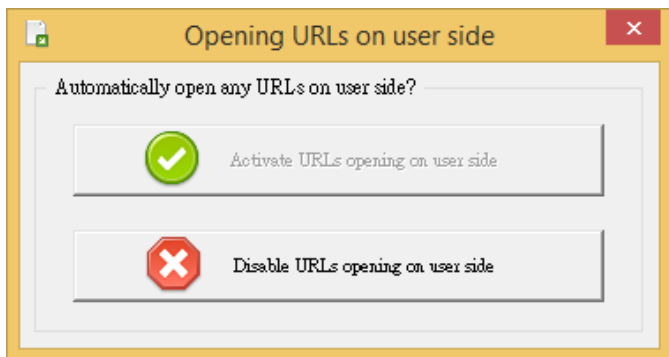 Opening URLs on user side
Automatically open any URLs on user side?
Activate URLs opening on user side
Disable URLs opening on user side